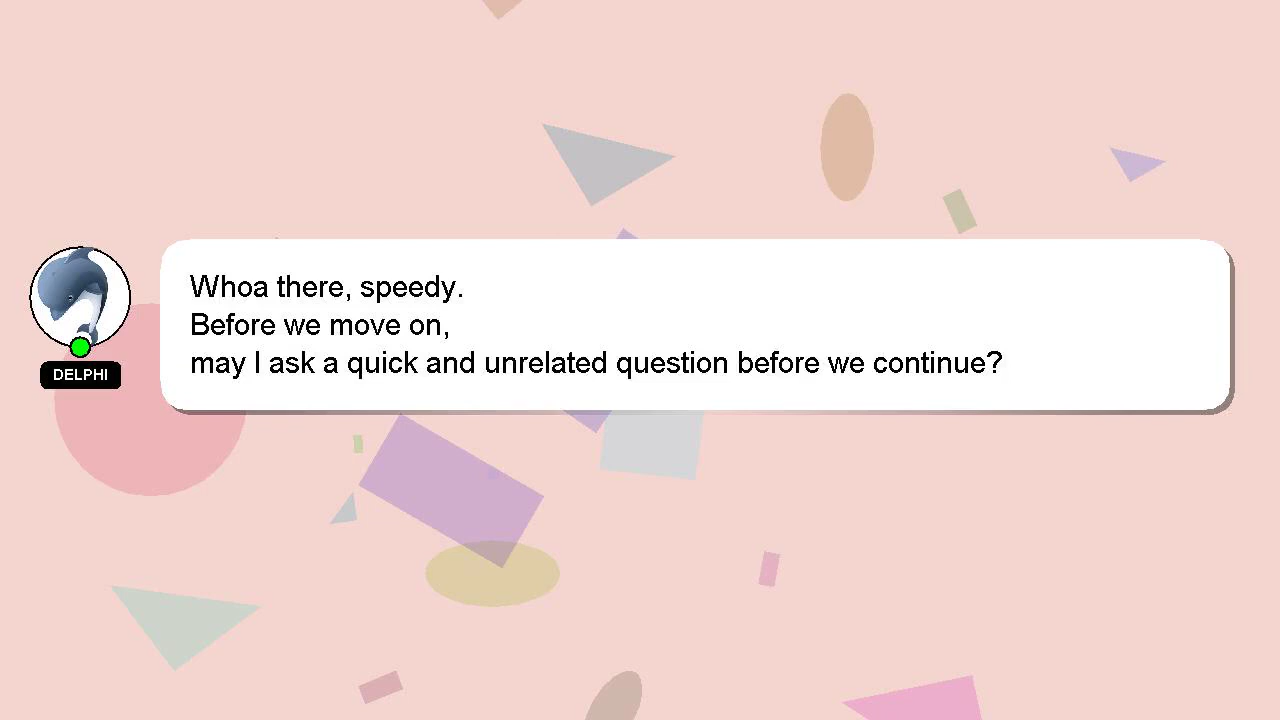 Whoa there, speedy.
Before we move on,
may I ask a quick and unrelated question before we continue?
DELPHI